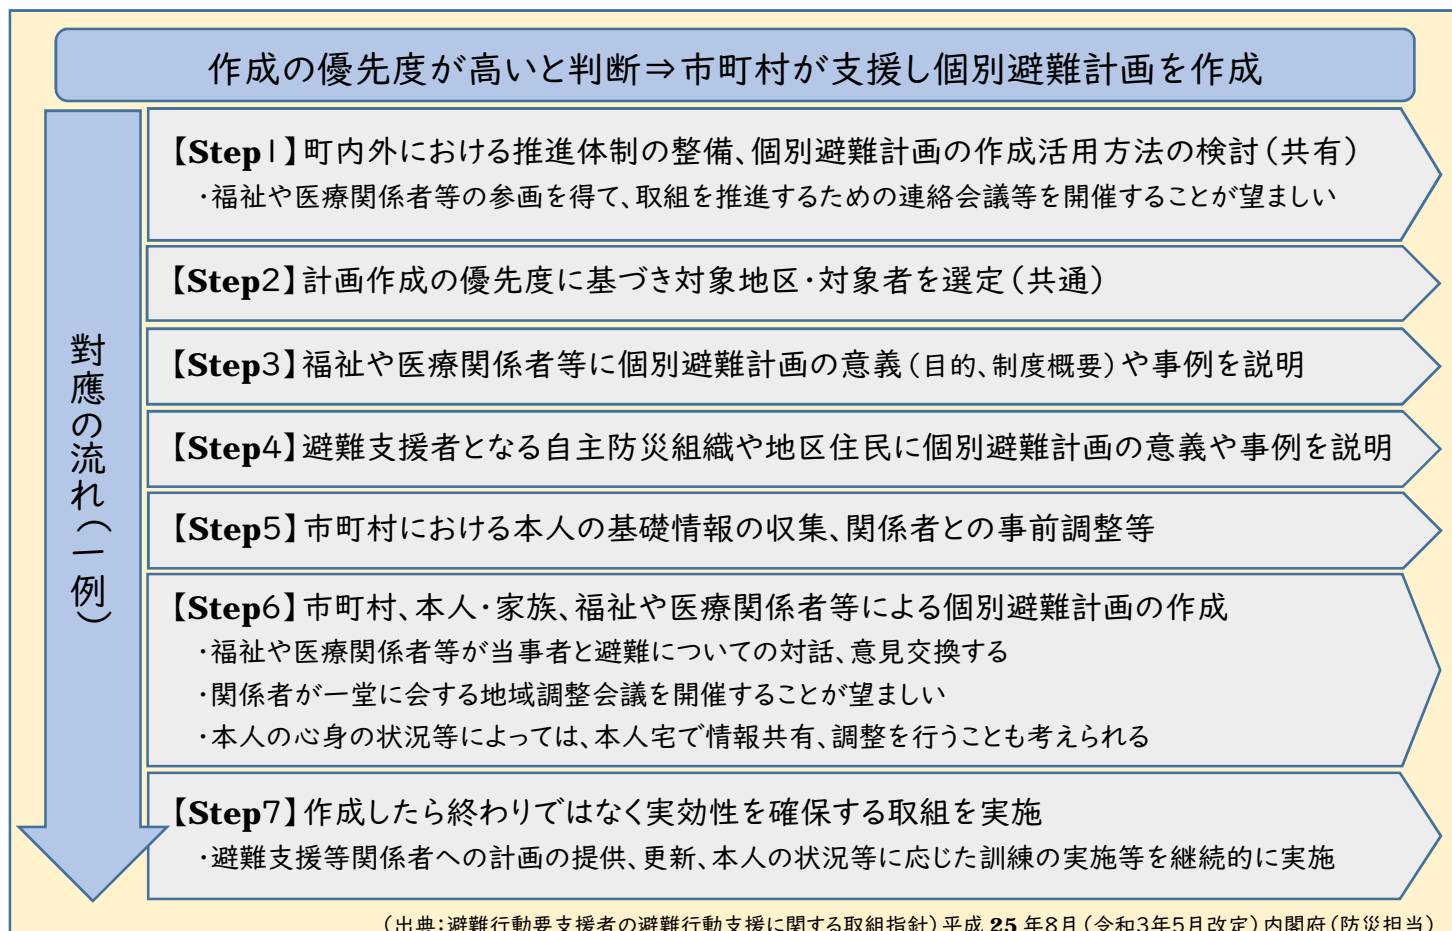 作成の優先度が高いと判断⇒市町村が支援し個別避難計画を作成
對應の流れ(一例)
【Step1】町内外における推進体制の整備、個別避難計画の作成活用方法の検討(共有)
・福祉や医療関係者等の参画を得て、取組を推進するための連絡会議等を開催することが望ましい
【Step2】計画作成の優先度に基づき対象地区・対象者を選定(共通)
【Step3】福祉や医療関係者等に個別避難計画の意義(目的、制度概要)や事例を説明
【Step4】避難支援者となる自主防災組織や地区住民に個別避難計画の意義や事例を説明
【Step5】市町村における本人の基礎情報の収集、関係者との事前調整等
【Step6】市町村、本人・家族、福祉や医療関係者等による個別避難計画の作成
・福祉や医療関係者等が当事者と避難についての対話、意見交換する
・関係者が一堂に会する地域調整会議を開催することが望ましい
・本人の心身の状況等によっては、本人宅で情報共有、調整を行うことも考えられる
【Step7】作成したら終わりではなく実効性を確保する取組を実施
・避難支援等関係者への計画の提供、更新、本人の状況等に応じた訓練の実施等を継続的に実施
(出典:避難行動要支援者の避難行動支援に関する取組指針)平成 25 年8月(令和3年5月改定)内閣府(防災担当)